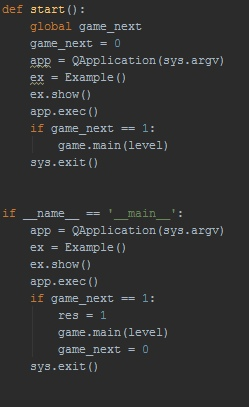 def start():
    global game_next
    game_next = 0
    app = QApplication(sys.argv)
    ex = Example()
    ex.show()
    app.exec()
    if game_next == 1:
        game.main(level)
    sys.exit()
if __name__ == '__main__':
    app = QApplication(sys.argv)
    ex = Example()
    ex.show()
    app.exec()
    if game_next == 1:
        res = 1
        game.main(level)
        game_next = 0
    sys.exit()